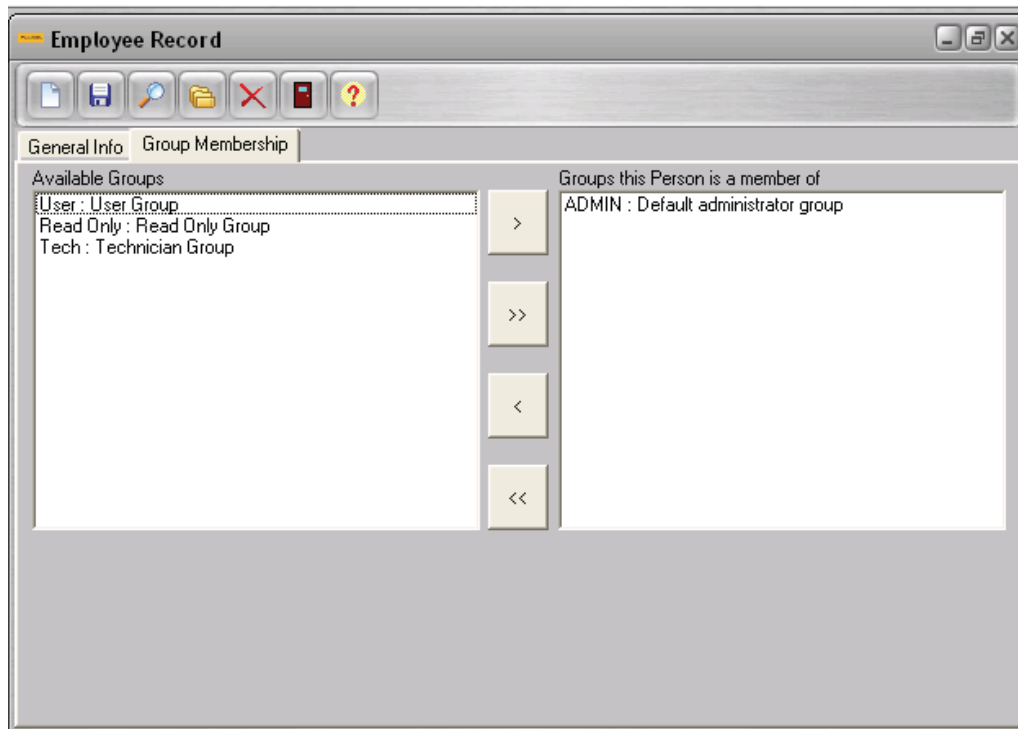 Employee Record
?
General Info
Group Membership
Available Groups
User : User Group
Read Only : Read Only Group
Tech : Technician Group
>
>>
<
<<
Groups this Person is a member of
ADMIN : Default administrator group